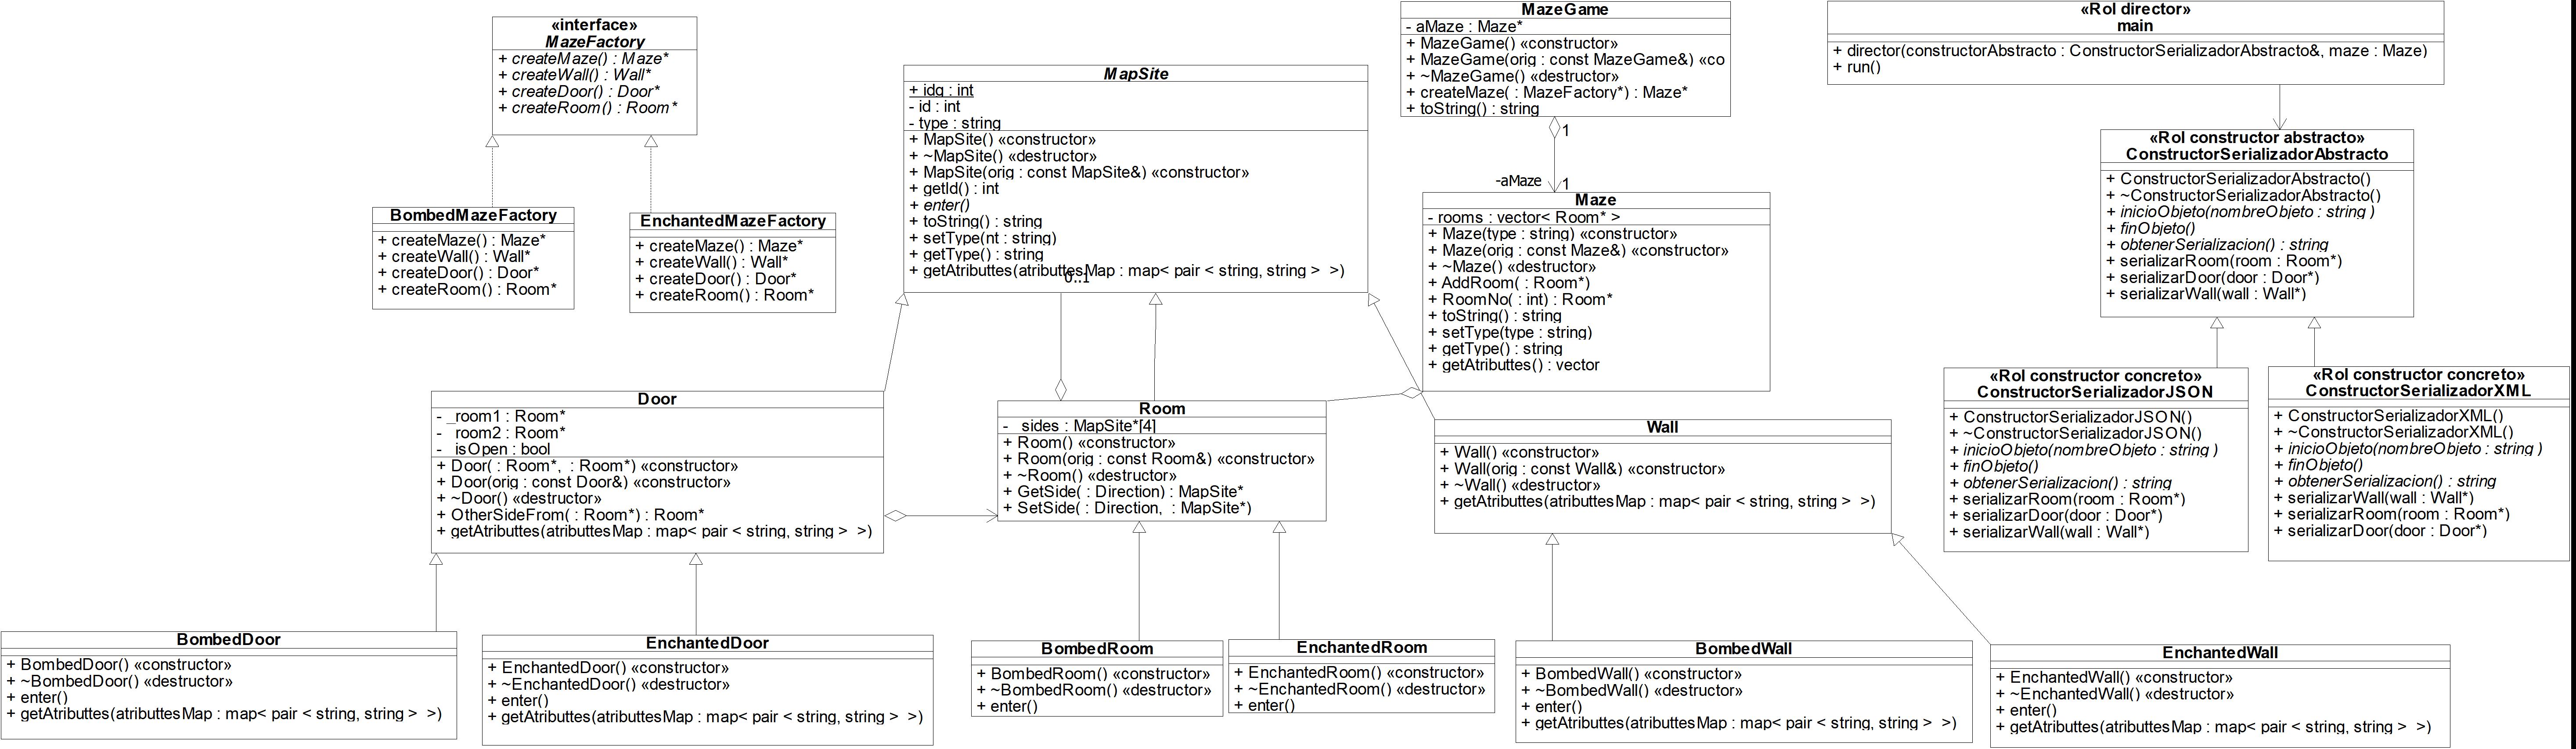 «interface»
MazeFactory
+ createMaze() : Maze*
+ createWall() : Wall*
+ createDoor() : Door*
+ createRoom() : Room*
BombedMazeFactory
+ createMaze() : Maze*
+ createWall() : Wall*
+ createDoor() : Door*
+ createRoom() : Room*
EnchantedMazeFactory
+ createMaze() : Maze*
+ createWall() : Wall*
+ createDoor() : Door*
+ createRoom() : Room*
MapSite
+ idg : int
- id : int
- type : string
+ MapSite() «constructor»
+ ~MapSite() «destructor»
+ MapSite(orig : const MapSite&) «constructor»
+ getId() : int
+ enter()
+ toString() : string
+ setType(nt : string)
+ getType() : string
+ getAtributtes(atributtesMap : map< pair < string, string >  >)
0..1
MazeGame
- aMaze : Maze*
+ MazeGame() «constructor»
+ MazeGame(orig : const MazeGame&) «co
+ ~MazeGame() «destructor»
+ createMaze( : MazeFactory*) : Maze*
+ toString() : string
1
-aMaze
1
Maze
- rooms : vector< Room* >
+ Maze(type : string) «constructor»
+ Maze(orig : const Maze&) «constructor»
+ ~Maze() «destructor»
+ AddRoom( : Room*)
+ RoomNo( : int) : Room*
+ toString() : string
+ setType(type : string)
+ getType() : string
+ getAtributtes() : vector
«Rol director»
main
+ director(constructorAbstracto : ConstructorSerializadorAbstracto&, maze : Maze)
+ run()
«Rol constructor abstracto»
ConstructorSerializadorAbstracto
+ ConstructorSerializadorAbstracto()
+ ~ConstructorSerializadorAbstracto()
+ inicioObjeto(nombreObjeto : string )
+ finObjeto()
+ obtenerSerializacion() : string
+ serializarRoom(room : Room*)
+ serializarDoor(door : Door*)
+ serializarWall(wall : Wall*)
«Rol constructor concreto»
ConstructorSerializadorJSON
+ ConstructorSerializadorJSON()
+ ~ConstructorSerializadorJSON()
+ inicioObjeto(nombreObjeto : string )
+ finObjeto()
+ obtenerSerializacion() : string
+ serializarRoom(room : Room*)
+ serializarDoor(door : Door*)
+ serializarWall(wall : Wall*)
«Rol constructor concreto»
ConstructorSerializadorXML
+ ConstructorSerializadorXML()
+ ~ConstructorSerializadorXML()
+ inicioObjeto(nombreObjeto : string )
+ finObjeto()
+ obtenerSerializacion() : string
+ serializarWall(wall : Wall*)
+ serializarRoom(room : Room*)
+ serializarDoor(door : Door*)
Door
- _room1 : Room*
- _room2 : Room*
- _isOpen : bool
+ Door( : Room*,  : Room*) «constructor»
+ Door(orig : const Door&) «constructor»
+ ~Door() «destructor»
+ OtherSideFrom( : Room*) : Room*
+ getAtributtes(atributtesMap : map< pair < string, string >  >)
Room
- _sides : MapSite*[4]
+ Room() «constructor»
+ Room(orig : const Room&) «constructor»
+ ~Room() «destructor»
+ GetSide( : Direction) : MapSite*
+ SetSide( : Direction,  : MapSite*)
Wall
+ Wall() «constructor»
+ Wall(orig : const Wall&) «constructor»
+ ~Wall() «destructor»
+ getAtributtes(atributtesMap : map< pair < string, string >  >)
BombedDoor
+ BombedDoor() «constructor»
+ ~BombedDoor() «destructor»
+ enter()
+ getAtributtes(atributtesMap : map< pair < string, string >  >)
EnchantedDoor
+ EnchantedDoor() «constructor»
+ ~EnchantedDoor() «destructor»
+ enter()
+ getAtributtes(atributtesMap : map< pair < string, string >  >)
BombedRoom
+ BombedRoom() «constructor»
+ ~BombedRoom() «destructor»
+ enter()
EnchantedRoom
+ EnchantedRoom() «constructor»
+ ~EnchantedRoom() «destructor»
+ enter()
BombedWall
+ BombedWall() «constructor»
+ ~BombedWall() «destructor»
+ enter()
+ getAtributtes(atributtesMap : map< pair < string, string >  >)
EnchantedWall
+ EnchantedWall() «constructor»
+ ~EnchantedWall() «destructor»
+ enter()
+ getAtributtes(atributtesMap : map< pair < string, string >  >)